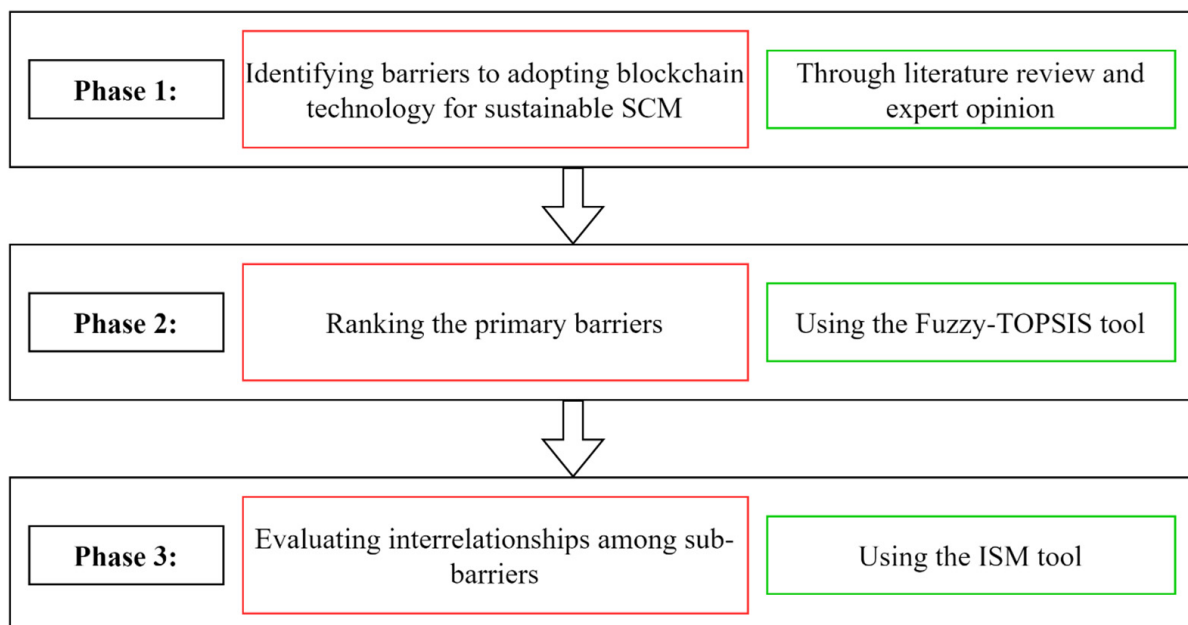 Phase 1:
Identifying barriers to adopting blockchain
technology for sustainable SCM
Through literature review and
expert opinion
Phase 2:
Ranking the primary barriers
Using the Fuzzy-TOPSIS tool
Phase 3:
Evaluating interrelationships among sub-
barriers
Using the ISM tool